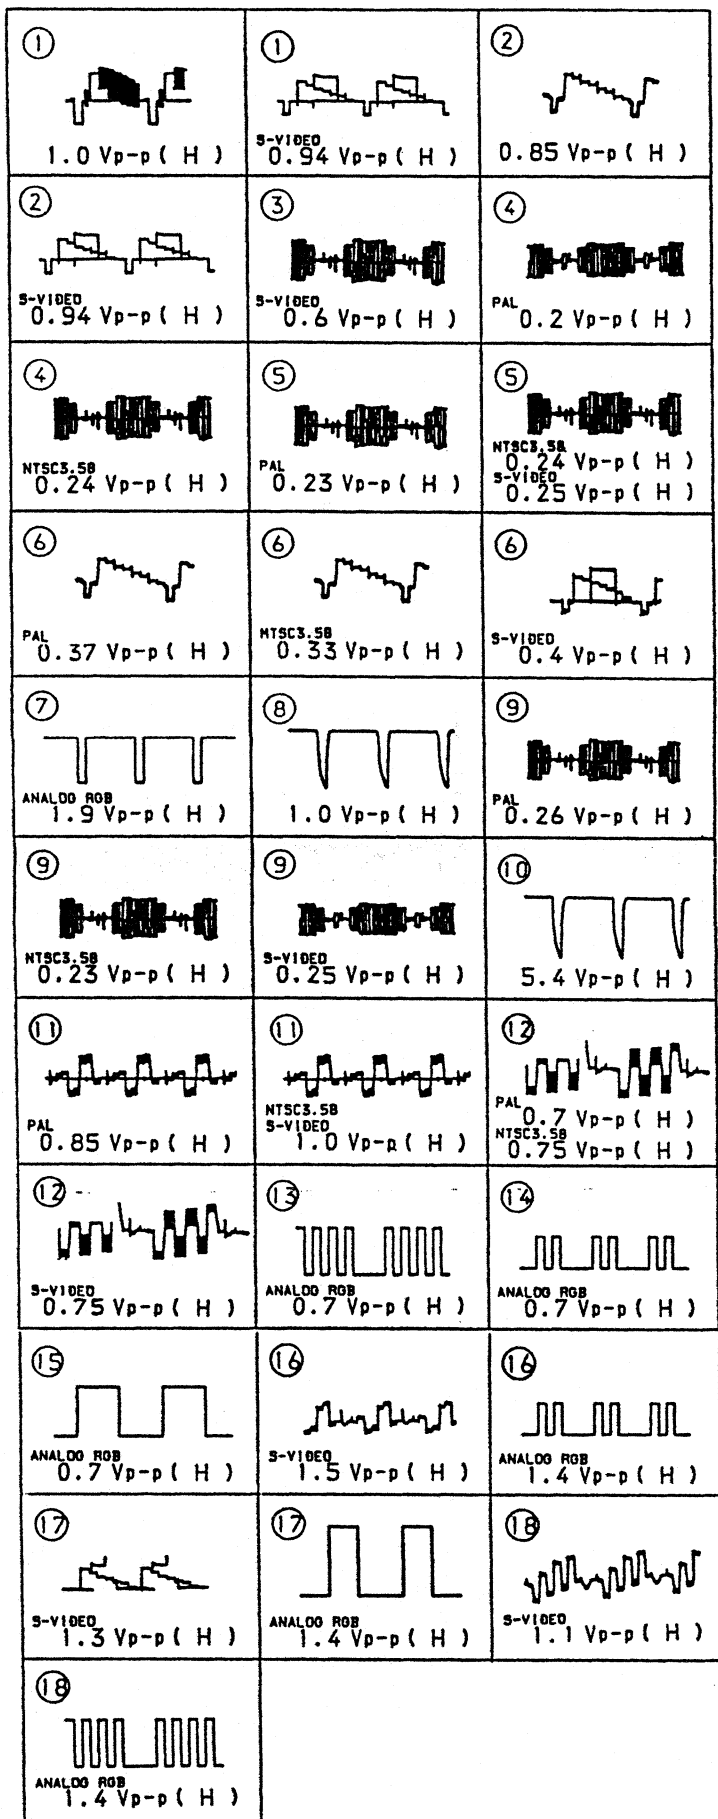 ①
1.0 Vp-p ( H )
①
S-VIDEO
0.94 Vp-p ( H )
②
0.85 Vp-p ( H )
②
S-VIDEO
0.94 Vp-p ( H )
③
S-VIDEO
0.6 Vp-p ( H )
④
PAL
0.2 Vp-p ( H )
④
NTSC3.58
0.24 Vp-p ( H )
⑤
PAL
0.23 Vp-p ( H )
⑤
NTSC3.58
0.24 Vp-p ( H )
S-VIDEO
0.25 Vp-p ( H )
⑥
PAL
0.37 Vp-p ( H )
⑥
NTSC3.58
0.33 Vp-p ( H )
⑥
S-VIDEO
0.4 Vp-p ( H )
⑦
ANALOG RGB
1.9 Vp-p ( H )
⑧
1.0 Vp-p ( H )
⑨
PAL
0.26 Vp-p ( H )
⑨
NTSC3.58
0.23 Vp-p ( H )
⑨
S-VIDEO
0.25 Vp-p ( H )
⑩
5.4 Vp-p ( H )
⑪
PAL
0.85 Vp-p ( H )
⑪
NTSC3.58
S-VIDEO
1.0 Vp-p ( H )
⑫
PAL
0.7 Vp-p ( H )
NTSC3.58
0.75 Vp-p ( H )
⑫
S-VIDEO
0.75 Vp-p ( H )
⑬
ANALOG RGB
0.7 Vp-p ( H )
⑭
ANALOG RGB
0.7 Vp-p ( H )
⑮
ANALOG RGB
0.7 Vp-p ( H )
⑯
S-VIDEO
1.5 Vp-p ( H )
⑯
ANALOG RGB
1.4 Vp-p ( H )
⑰
S-VIDEO
1.3 Vp-p ( H )
⑰
ANALOG RGB
1.4 Vp-p ( H )
⑱
S-VIDEO
1.1 Vp-p ( H )
⑱
ANALOG RGB
1.4 Vp-p ( H )